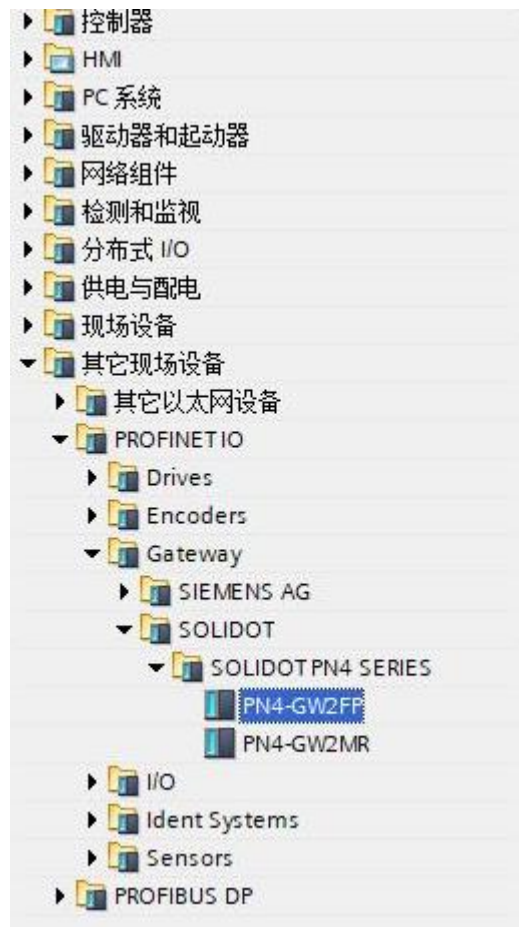 控制器
HMI
PC 系统
驱动器和起动器
网络组件
检测和监视
分布式 I/O
供电与配电
现场设备
其它现场设备
其它以太网设备
PROFINET IO
Drives
Encoders
Gateway
SIEMENS AG
SOLIDOT
SOLIDOT PN4 SERIES
PN4-GW2FP
PN4-GW2MR
I/O
Ident Systems
Sensors
PROFIBUS DP